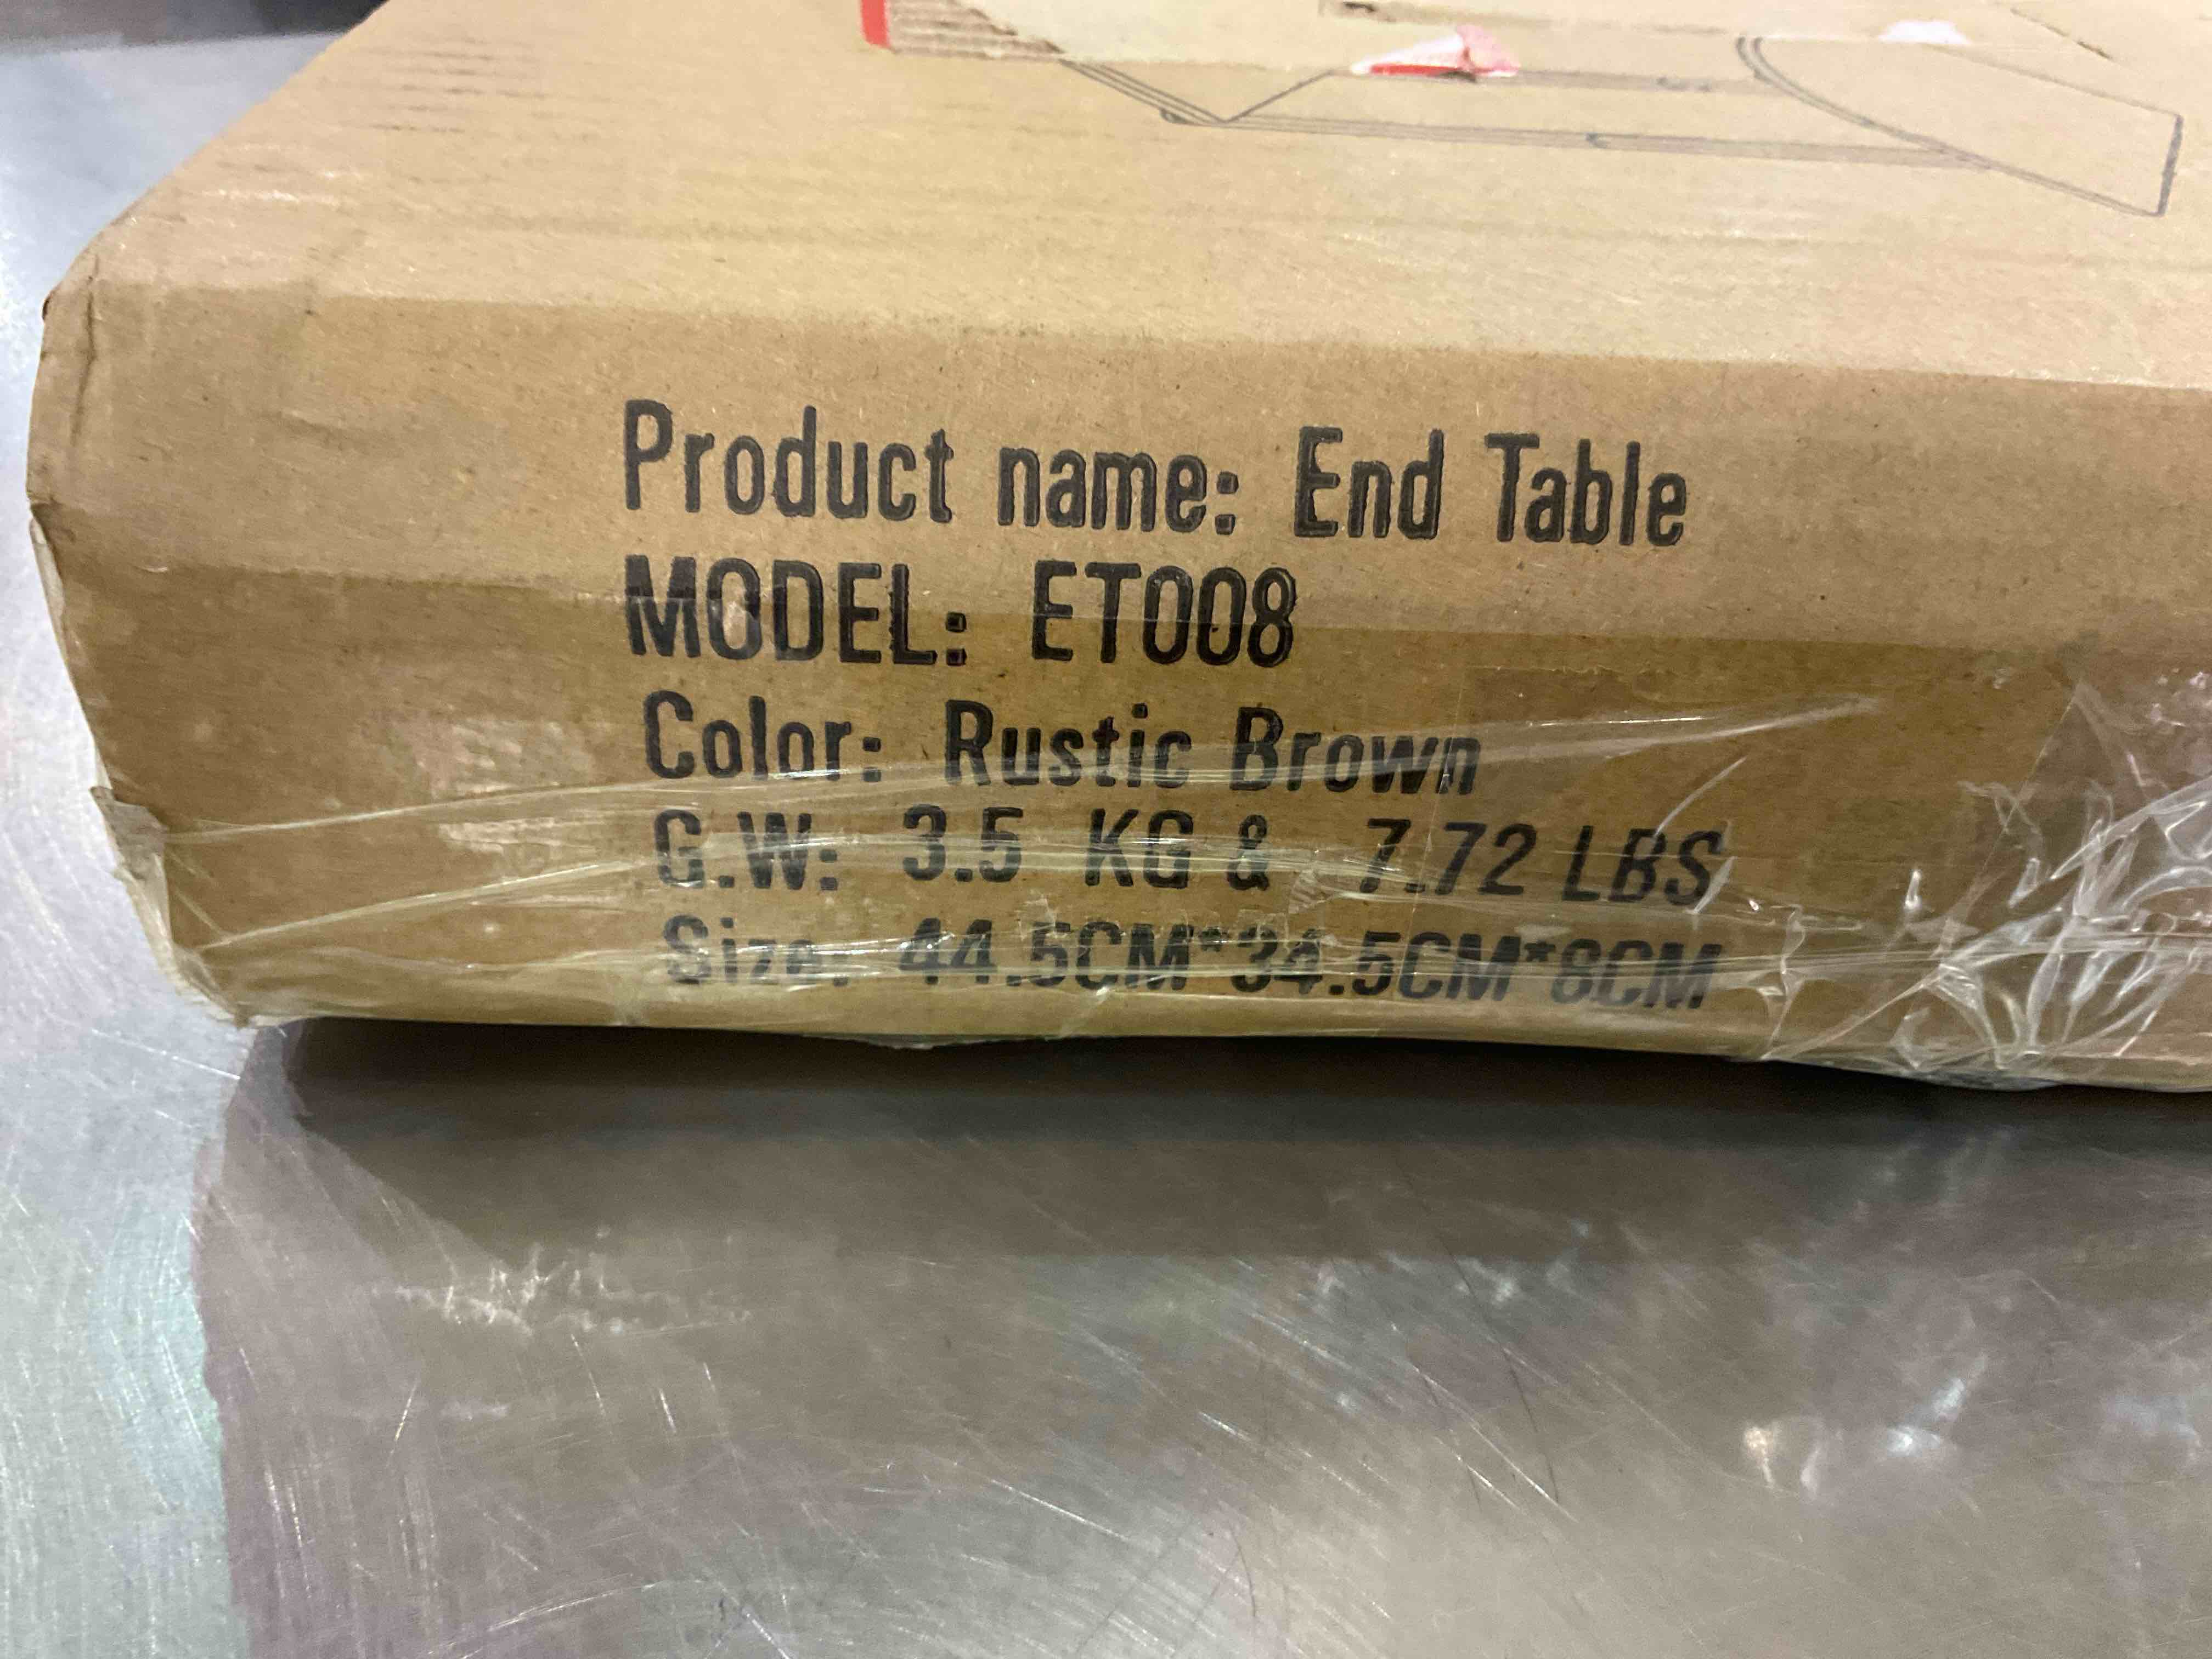 Product name: End Table
MODEL: ET008
Color: Rustic Brown
G.W: 3.5 KG & 7.72 LBS
Size: 44.5CM*34.5CM*8CM